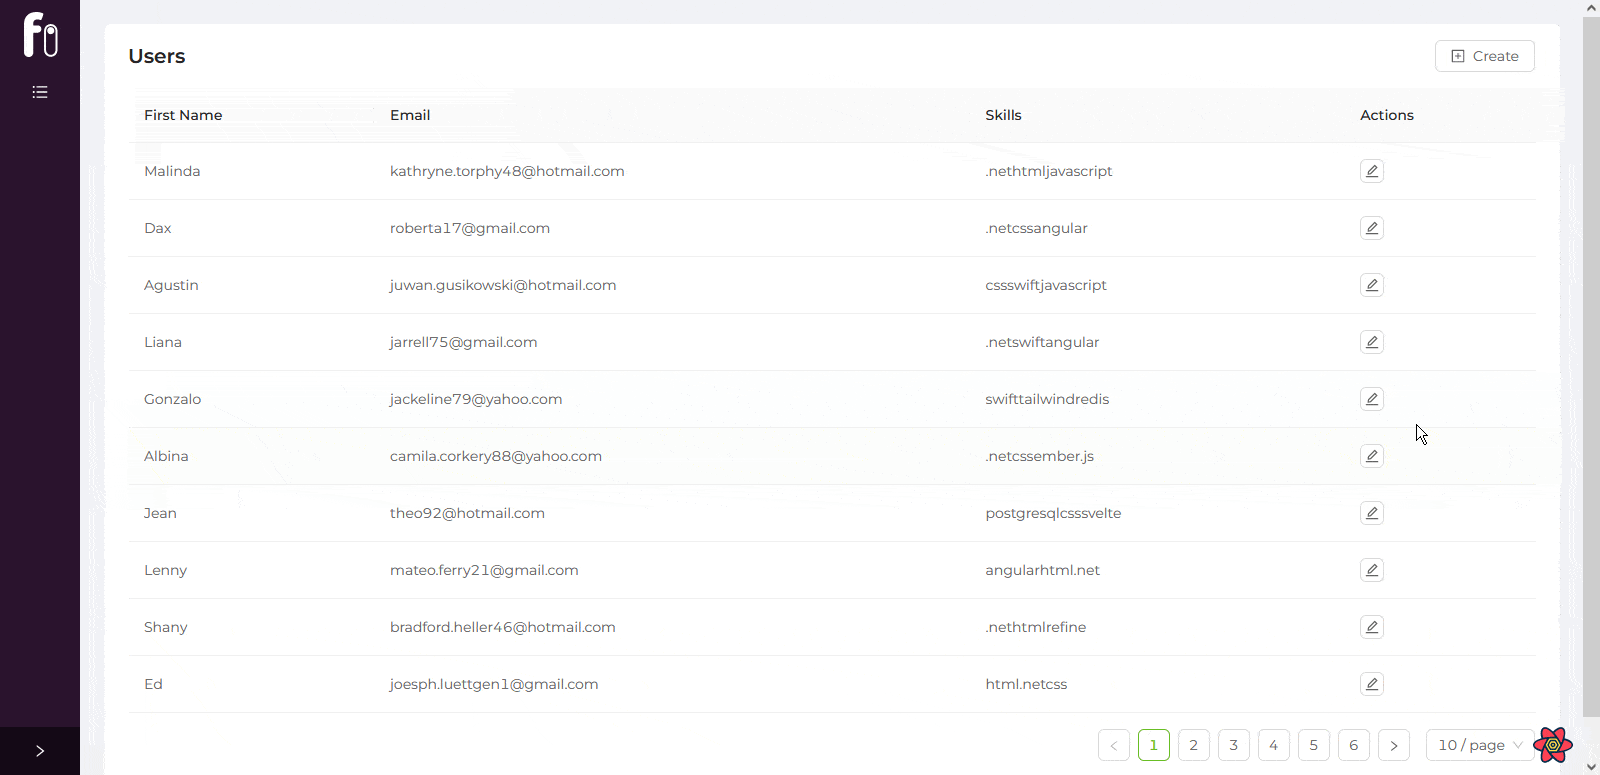 Users
Create
First Name Email Skills Actions
Malinda kathryne.torphy48@hotmail.com .nethtmljavascript
Dax roberta17@gmail.com .netcssangular
Agustin juwan.gusikowski@hotmail.com cssswiftjavascript
Liana jarrell75@gmail.com .netswiftangular
Gonzalo jackeline79@yahoo.com swifttailwindredis
Albina camila.corkery88@yahoo.com .netcssember.js
Jean theo92@hotmail.com postgresqlcsssvelte
Lenny mateo.ferry21@gmail.com angularhtml.net
Shany bradford.heller46@hotmail.com .nethtmlrefine
Ed joesph.luettgen1@gmail.com html.netcss
< 1 2 3 4 5 6 > 10 / page